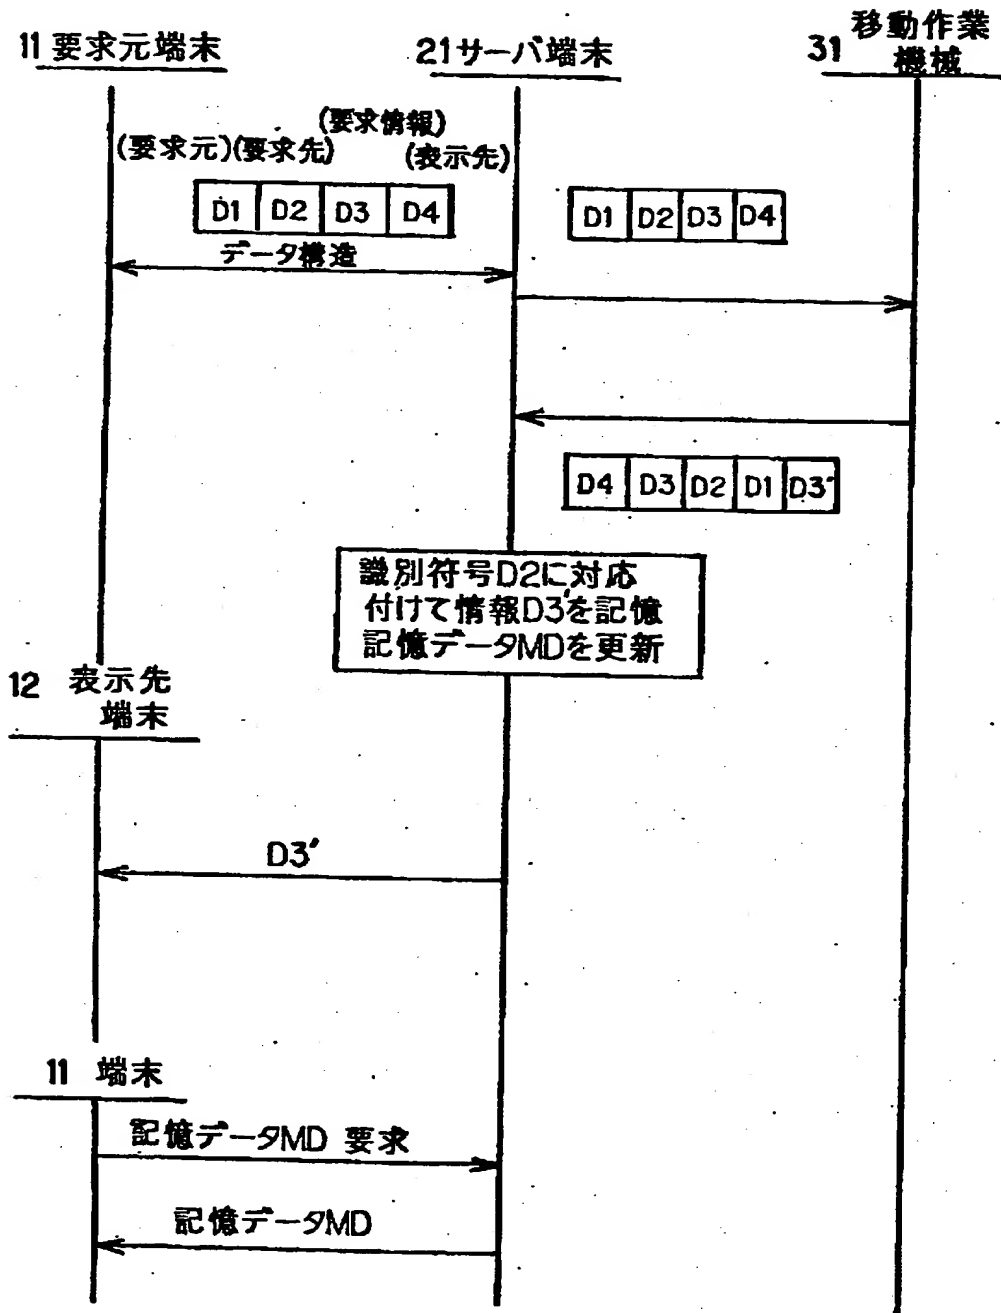 11 要求元端末
21 サーバ端末
31 移動作業
機械
(要求情報)
(要求元)(要求先) (表示先)
D1 D2 D3 D4
D1 D2 D3 D4
データ構造
D4 D3 D2 D1 D3'
識別符号D2に対応
付けて情報D3'を記憶
記憶データMDを更新
12 表示先
端末
D3'
11 端末
記憶データMD 要求
記憶データMD